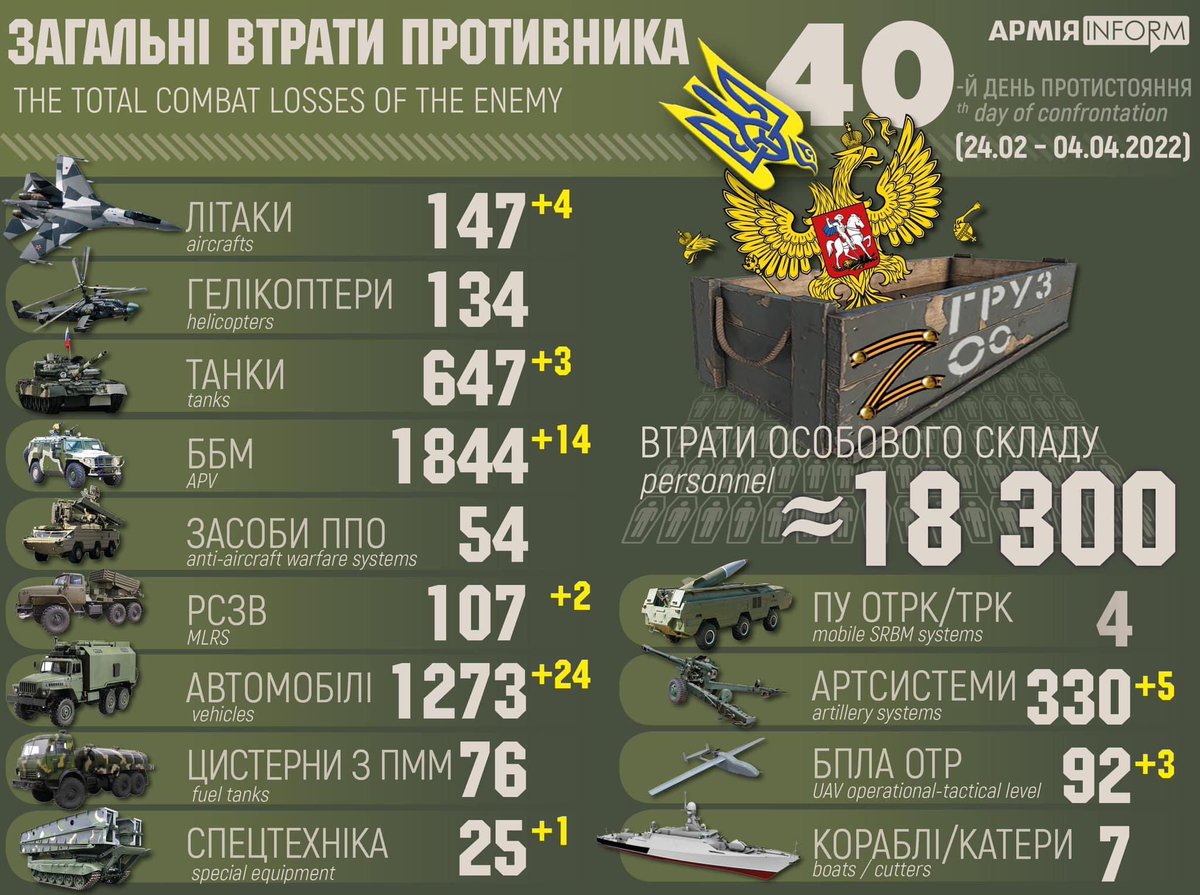 ЗАГАЛЬНІ ВТРАТИ ПРОТИВНИКА
THE TOTAL COMBAT LOSSES OF THE ENEMY
АРМІЯ INFORM
40 -й ДЕНЬ ПРОТИСТОЯННЯ
th day of confrontation
(24.02 – 04.04.2022)
ЛІТАКИ 147 +4
aircrafts
ГЕЛІКОПТЕРИ 134
helicopters
ТАНКИ 647 +3
tanks
ББМ 1844 +14
APV
ЗАСОБИ ППО 54
anti-aircraft warfare systems
РСЗВ 107 +2
MLRS
АВТОМОБІЛІ 1273 +24
vehicles
ЦИСТЕРНИ З ПММ 76
fuel tanks
СПЕЦТЕХНІКА 25 +1
special equipment
ГРУЗ
Z 00
ВТРАТИ ОСОБОВОГО СКЛАДУ
personnel ≈18 300
ПУ ОТРК/ТРК 4
mobile SRBM systems
АРТСИСТЕМИ 330 +5
artillery systems
БПЛА ОТР 92 +3
UAV operational-tactical level
КОРАБЛІ/КАТЕРИ 7
boats / cutters